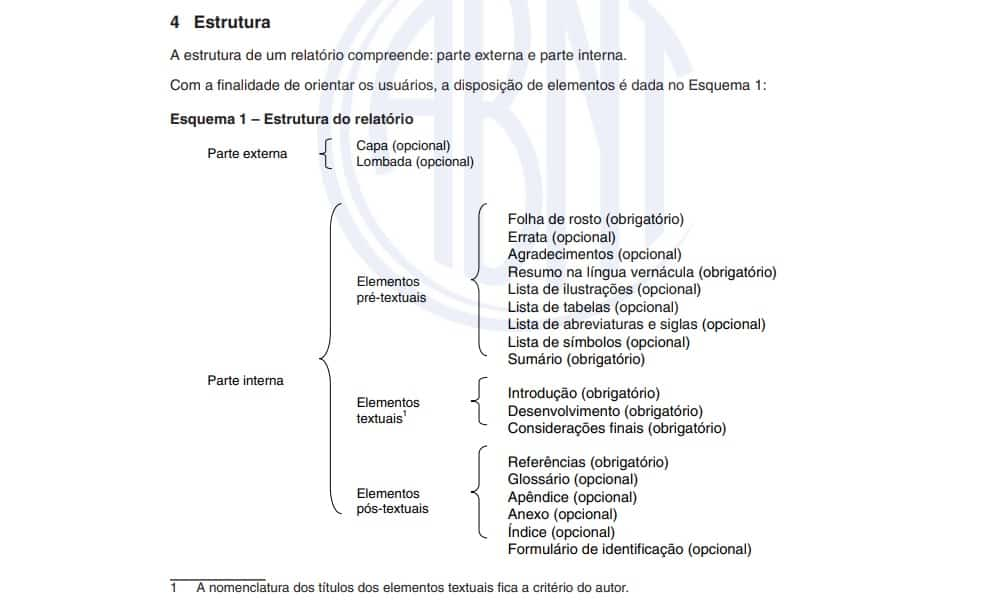 4 Estrutura
A estrutura de um relatório compreende: parte externa e parte interna.
Com a finalidade de orientar os usuários, a disposição de elementos é dada no Esquema 1:
Esquema 1 – Estrutura do relatório
Parte externa
Capa (opcional)
Lombada (opcional)
Parte interna
Elementos
pré-textuais
Folha de rosto (obrigatório)
Errata (opcional)
Agradecimentos (opcional)
Resumo na língua vernácula (obrigatório)
Lista de ilustrações (opcional)
Lista de tabelas (opcional)
Lista de abreviaturas e siglas (opcional)
Lista de símbolos (opcional)
Sumário (obrigatório)
Elementos
textuais1
Introdução (obrigatório)
Desenvolvimento (obrigatório)
Considerações finais (obrigatório)
Elementos
pós-textuais
Referências (obrigatório)
Glossário (opcional)
Apêndice (opcional)
Anexo (opcional)
Índice (opcional)
Formulário de identificação (opcional)
1 A nomenclatura dos títulos dos elementos textuais fica a critério do autor.
ABNT